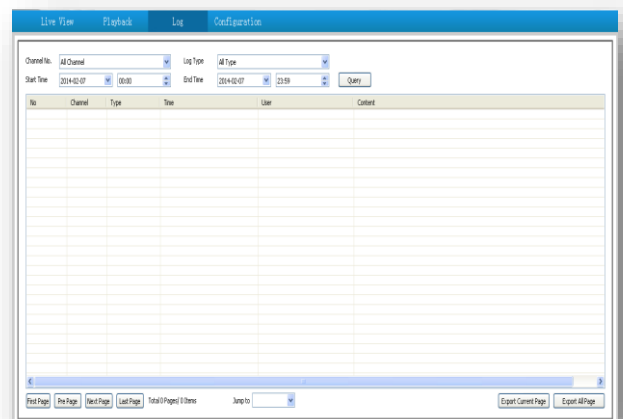 Live View Playback Log Configuration
Channel No. All Channel Log Type All Type
Start Time 2014-02-07 00:00 End Time 2014-02-07 23:59 Query
No Channel Type Time User Content
First Page Pre Page Next Page Last Page Total 0 Pages/ 0 Items Jump to Export Current Page Export All Page